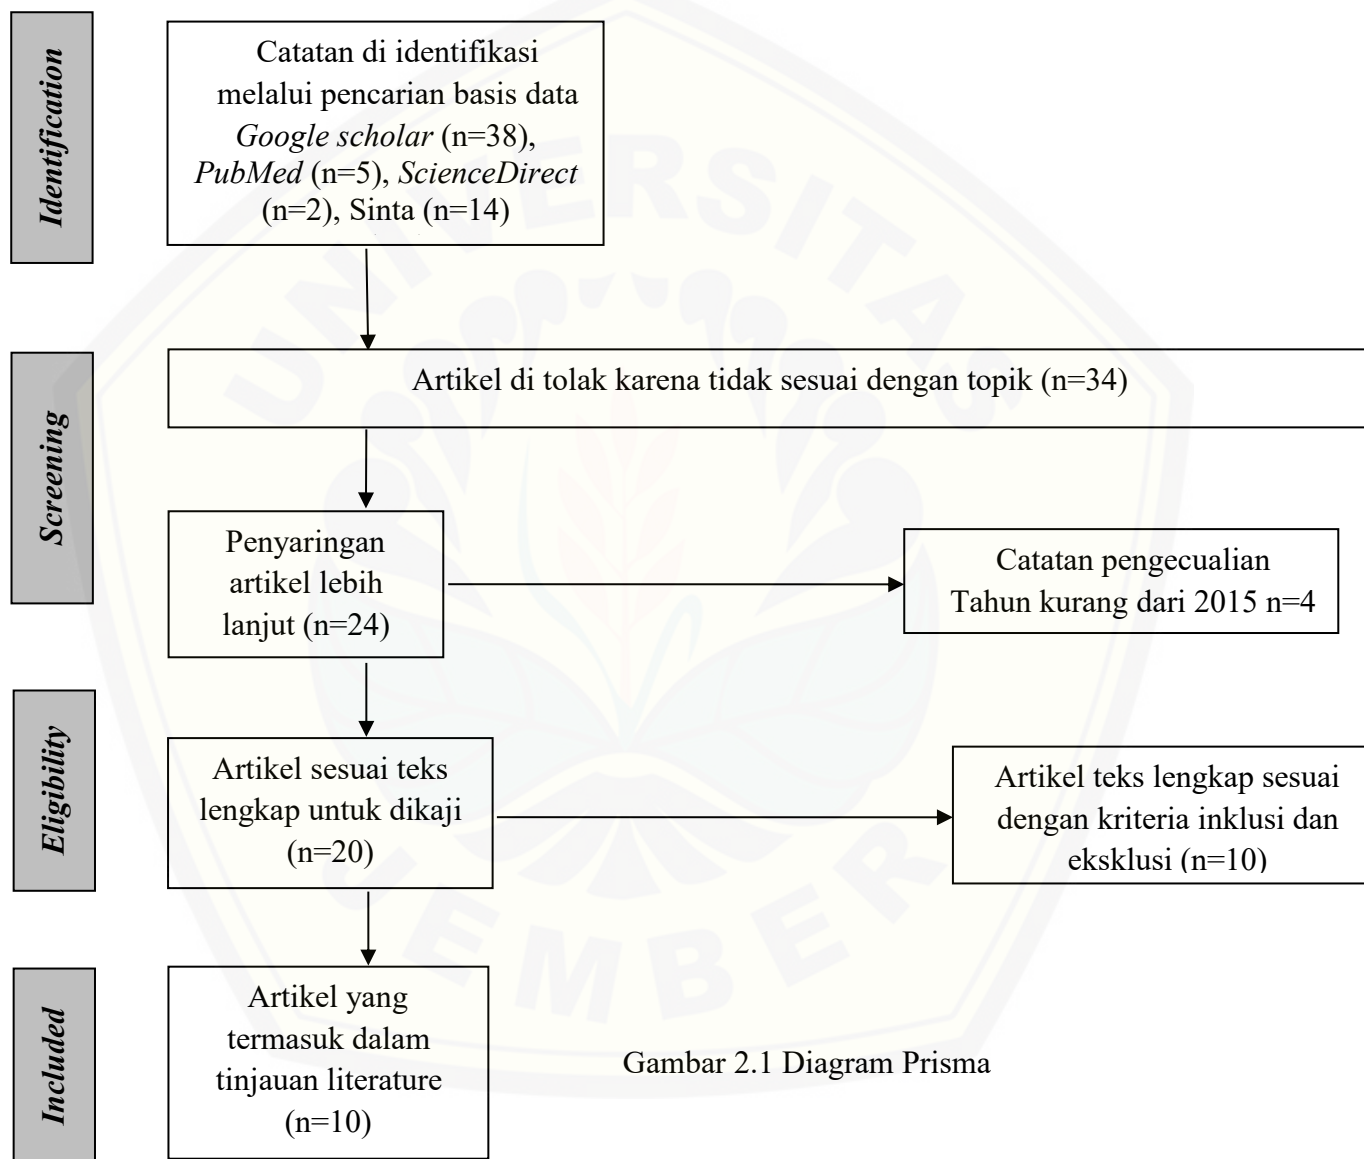 Identification
Catatan di identifikasi
melalui pencarian basis data
Google scholar (n=38),
PubMed (n=5), ScienceDirect
(n=2), Sinta (n=14)
Screening
Artikel di tolak karena tidak sesuai dengan topik (n=34)
Penyaringan
artikel lebih
lanjut (n=24)
Catatan pengecualian
Tahun kurang dari 2015 n=4
Eligibility
Artikel sesuai teks
lengkap untuk dikaji
(n=20)
Artikel teks lengkap sesuai
dengan kriteria inklusi dan
eksklusi (n=10)
Included
Artikel yang
termasuk dalam
tinjauan literature
(n=10)
Gambar 2.1 Diagram Prisma
UNIVERSITAS
JEMBER